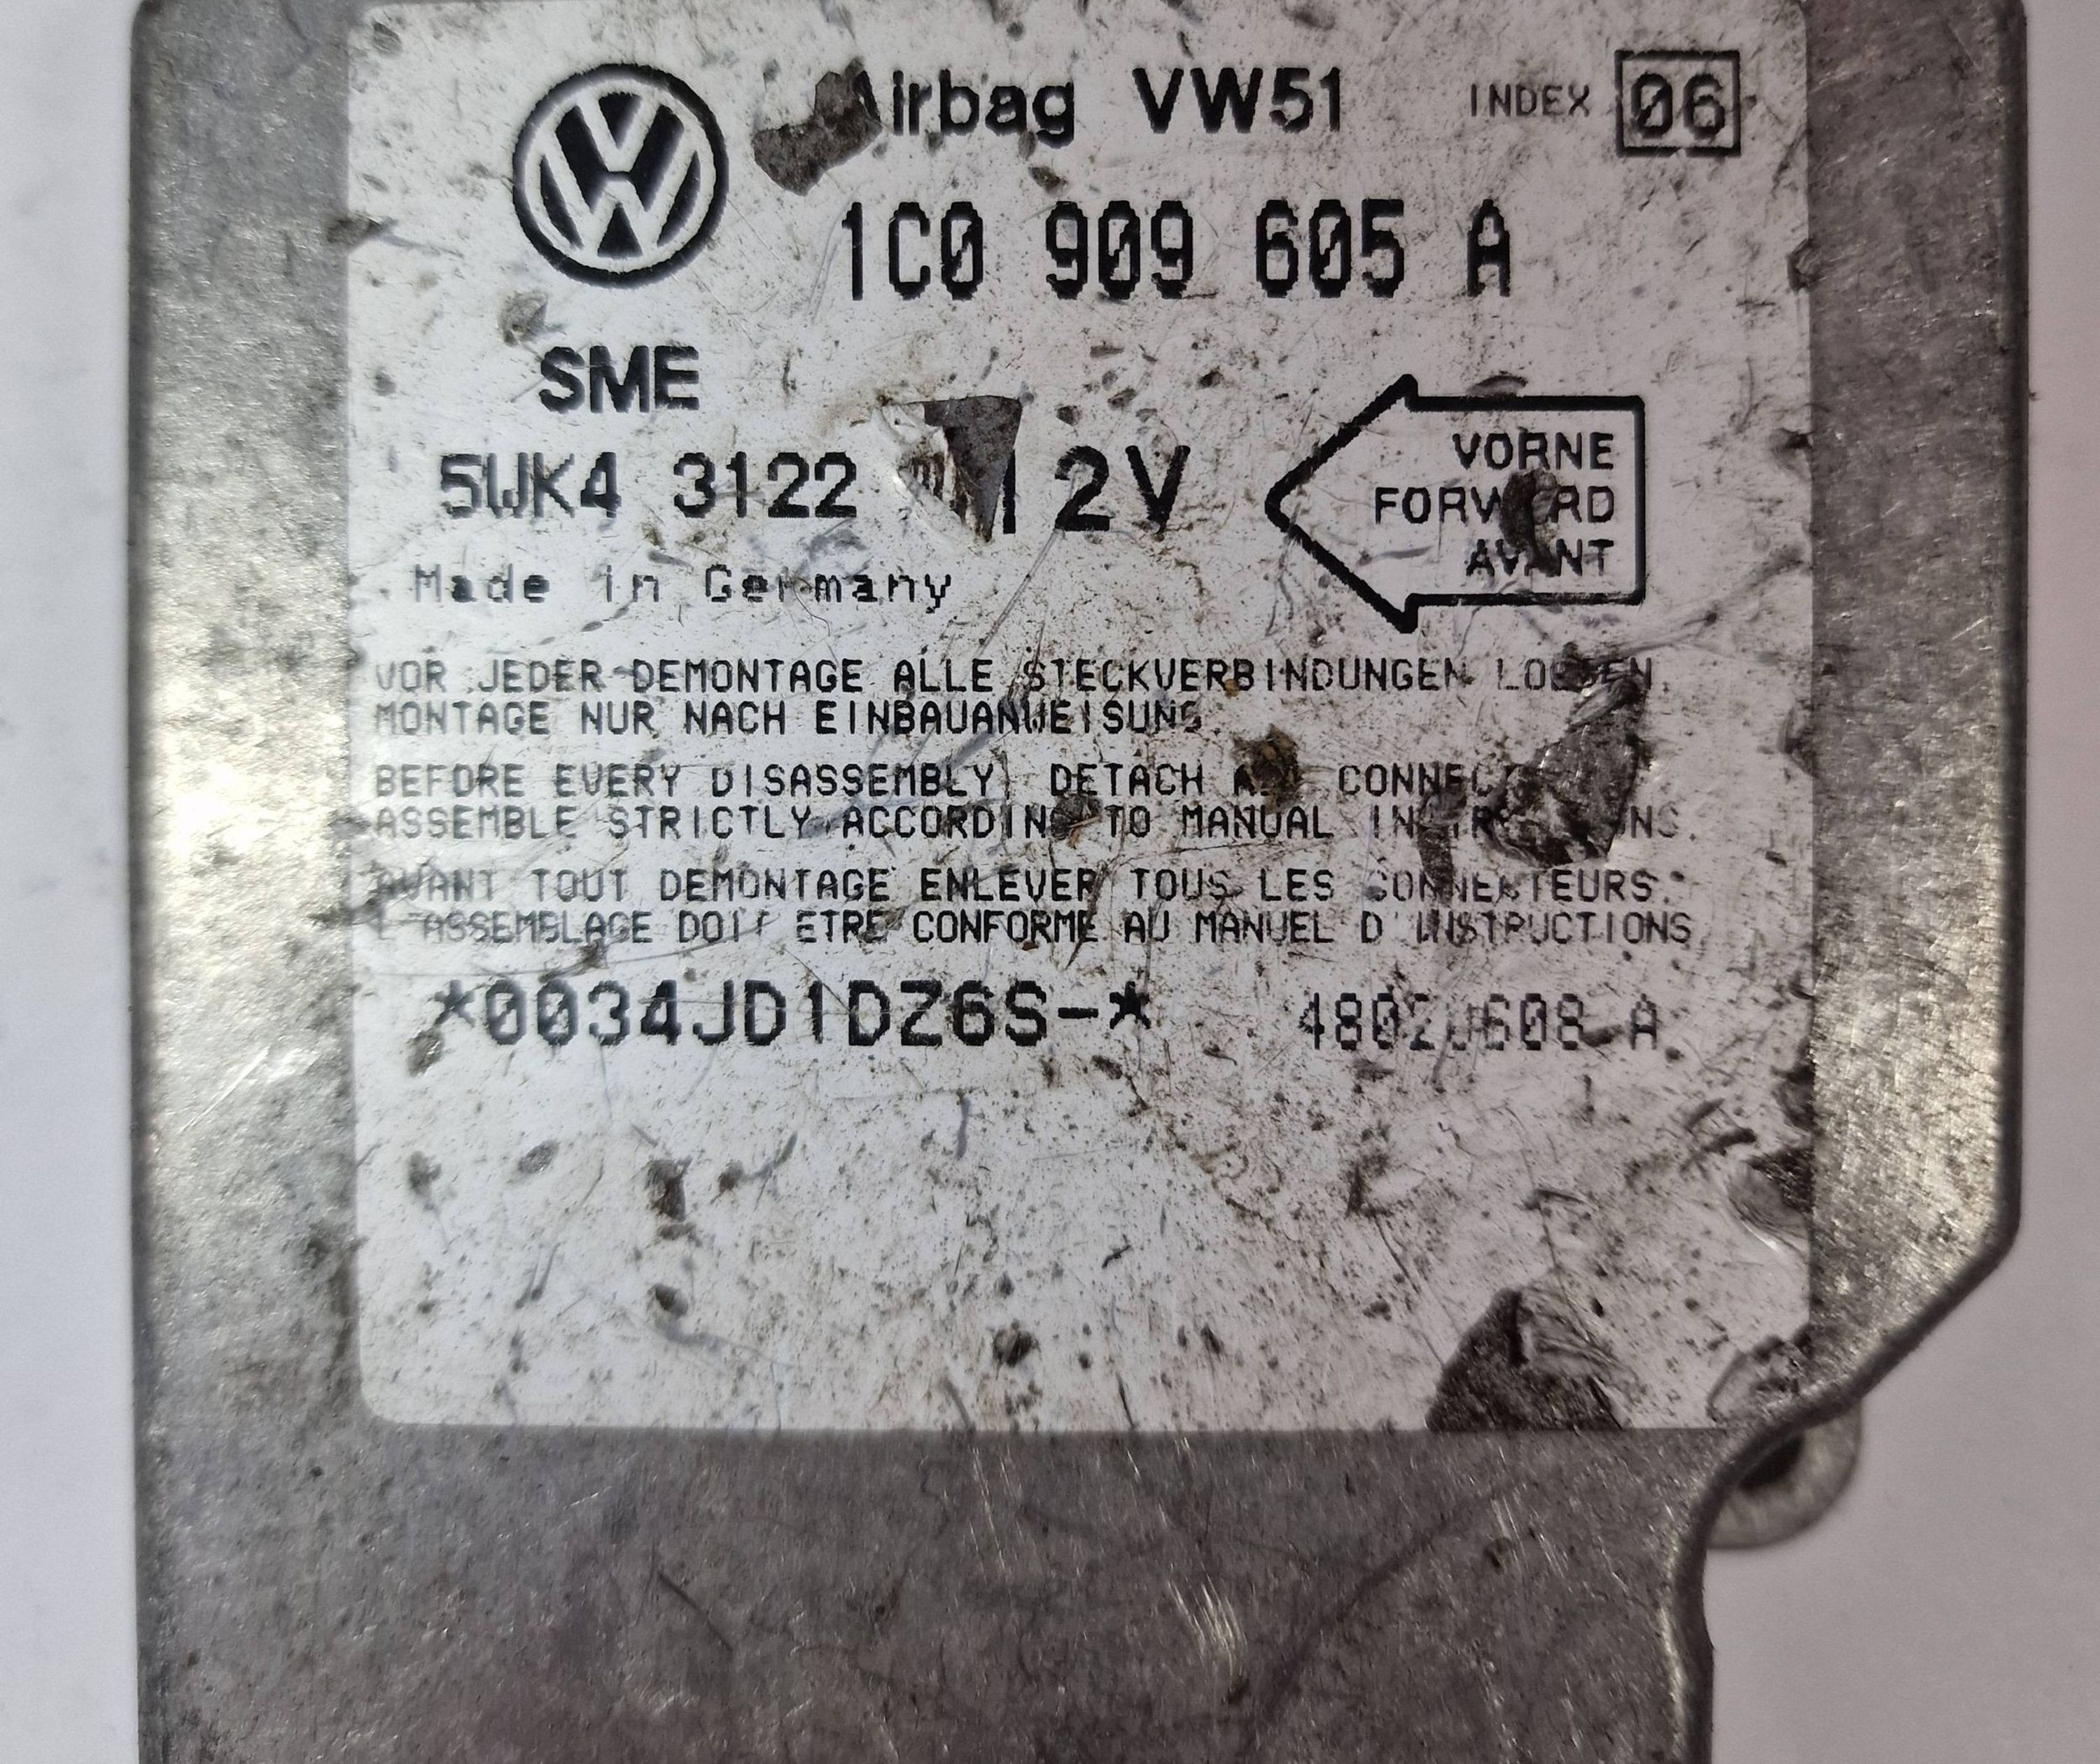 Airbag VW51 INDEX 06
1C0 909 605 A
SME
5WK4 3122 12V
VORNE
FORWARD
AVANT
Made in Germany
VOR JEDER DEMONTAGE ALLE STECKVERBINDUNGEN LOESEN.
MONTAGE NUR NACH EINBAUANWEISUNG.
BEFORE EVERY DISASSEMBLY, DETACH
ASSEMBLE STRICTLY ACCORDING TO MANUAL INSTRUCTIONS.
AVANT TOUT DEMONTAGE ENLEVER TOUS LES CONNECTEURS.
L'ASSEMBLAGE DOIT ETRE CONFORME AU MANUEL D'INSTRUCTIONS
*0034JD1DZ6S-* A